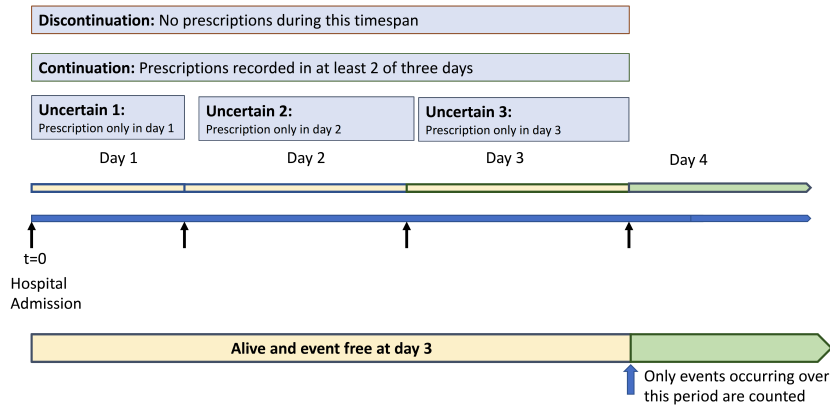 Discontinuation: No prescriptions during this timespan
Continuation: Prescriptions recorded in at least 2 of three days
Uncertain 1:
Prescription only in day 1
Uncertain 2:
Prescription only in day 2
Uncertain 3:
Prescription only in day 3
Day 1
Day 2
Day 3
Day 4
t=0
Hospital
Admission
Alive and event free at day 3
Only events occurring over
this period are counted